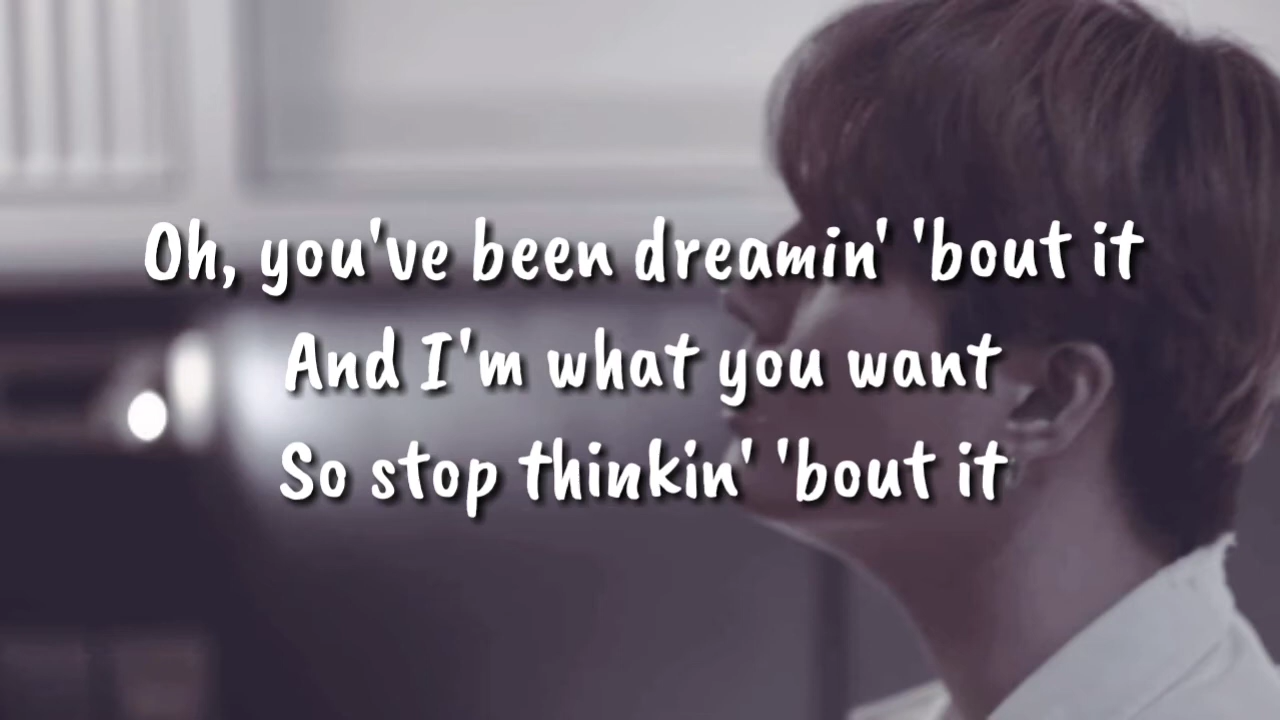 Oh, you've been dreamin' 'bout it
And I'm what you want
So stop thinkin' 'bout it